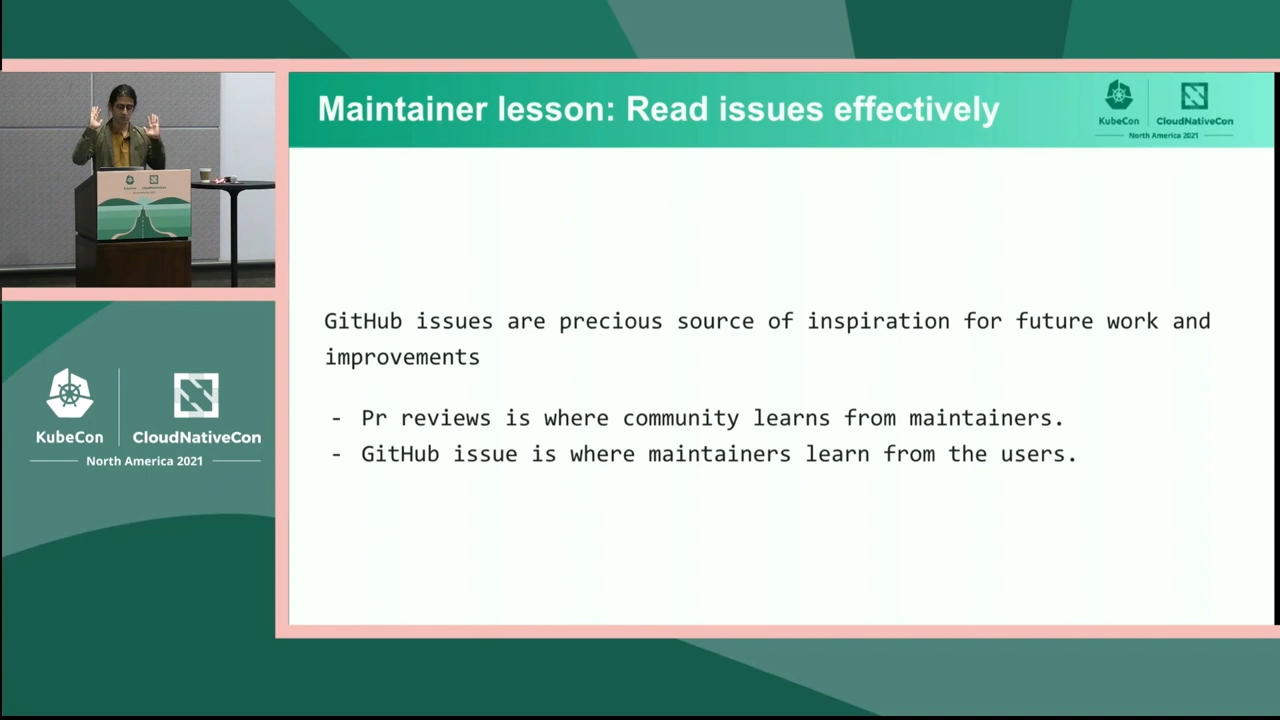 Maintainer lesson: Read issues effectively
KubeCon
CloudNativeCon
North America 2021
GitHub issues are precious source of inspiration for future work and
improvements
- Pr reviews is where community learns from maintainers.
- GitHub issue is where maintainers learn from the users.
KubeCon
CloudNativeCon
North America 2021